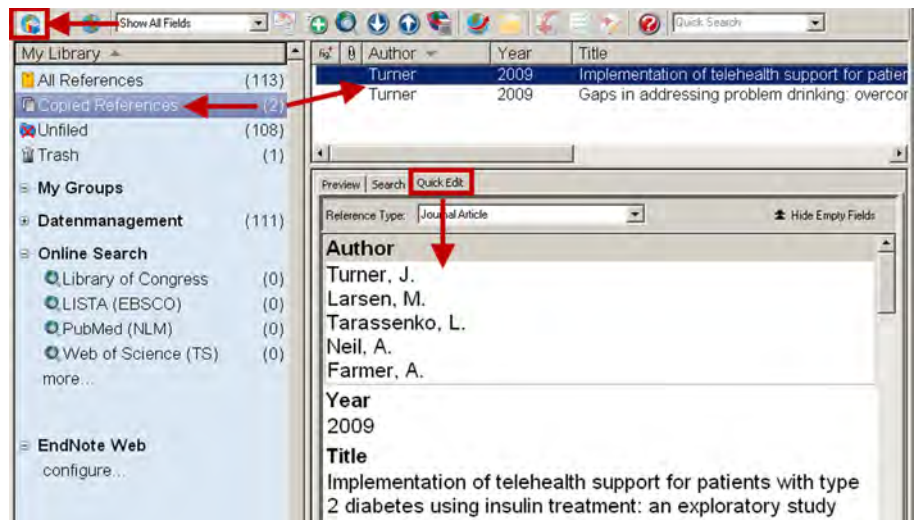 Show All Fields
Quick Search
My Library
All References (113)
Copied References (2)
Unfiled (108)
Trash (1)
My Groups
Datenmanagement (111)
Online Search
Library of Congress (0)
LISTA (EBSCO) (0)
PubMed (NLM) (0)
Web of Science (TS) (0)
more...
EndNote Web
configure...
Author Year Title
Turner 2009 Implementation of telehealth support for patier
Turner 2009 Gaps in addressing problem drinking: overcor
Preview Search Quick Edit
Reference Type: Journal Article Hide Empty Fields
Author
Turner, J.
Larsen, M.
Tarassenko, L.
Neil, A.
Farmer, A.
Year
2009
Title
Implementation of telehealth support for patients with type
2 diabetes using insulin treatment: an exploratory study